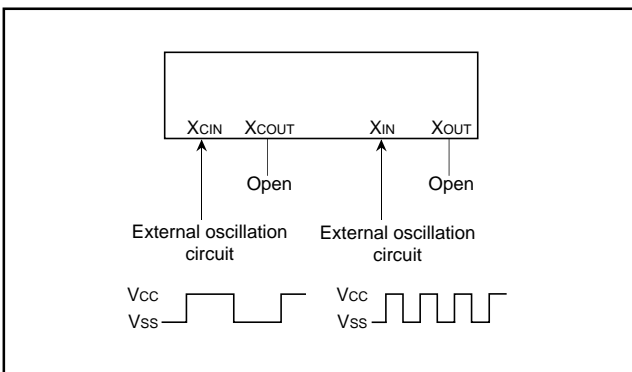 XCIN XCOUT XIN XOUT
Open Open
External oscillation circuit
External oscillation circuit
VCC
VSS
VCC
VSS